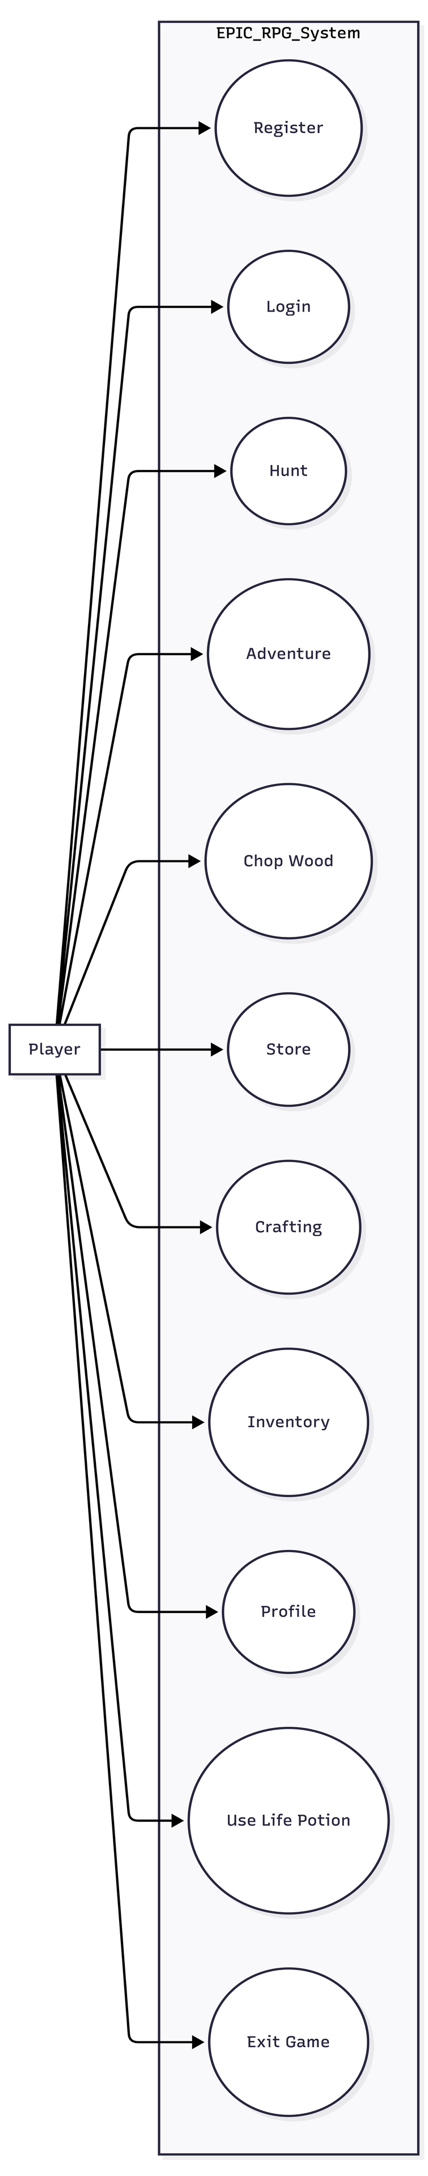 EPIC_RPG_System
Register
Login
Hunt
Adventure
Chop Wood
Player
Store
Crafting
Inventory
Profile
Use Life Potion
Exit Game